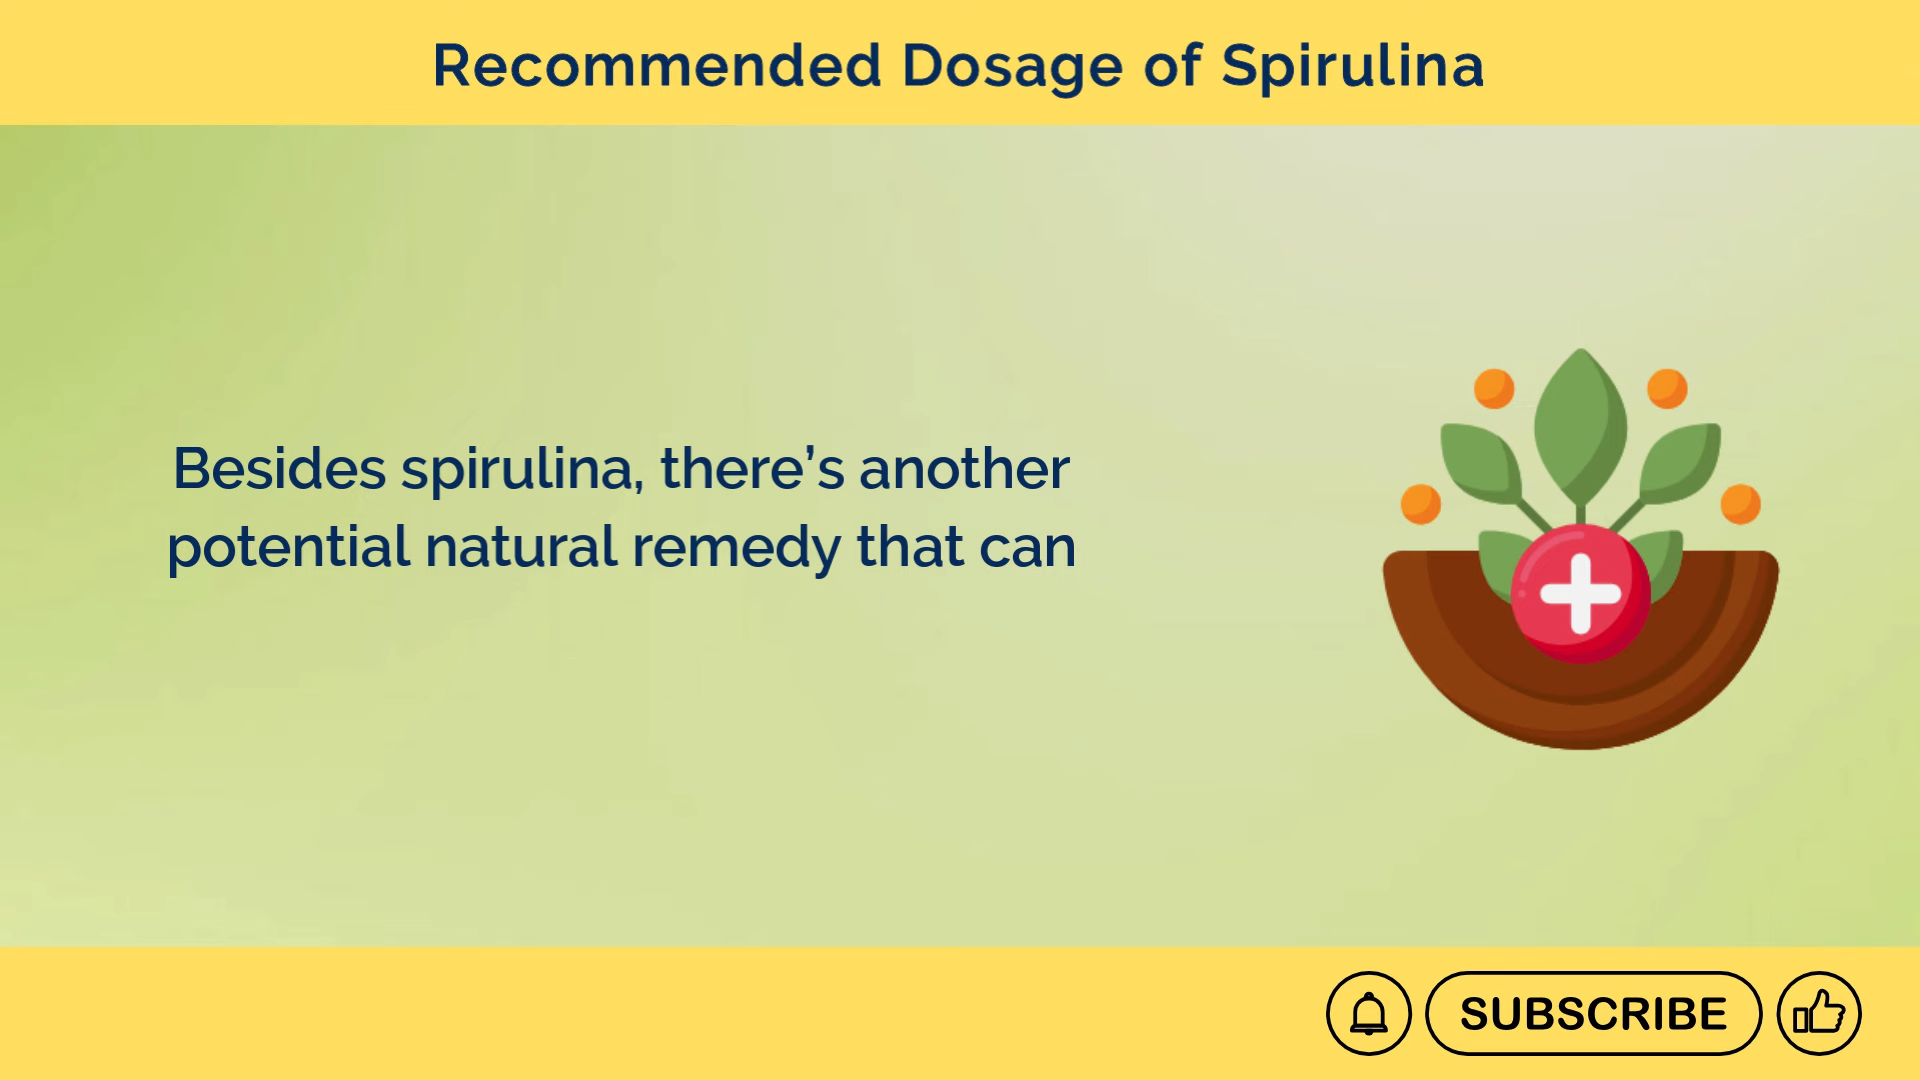 Recommended Dosage of Spirulina
Besides spirulina, there’s another
potential natural remedy that can
SUBSCRIBE